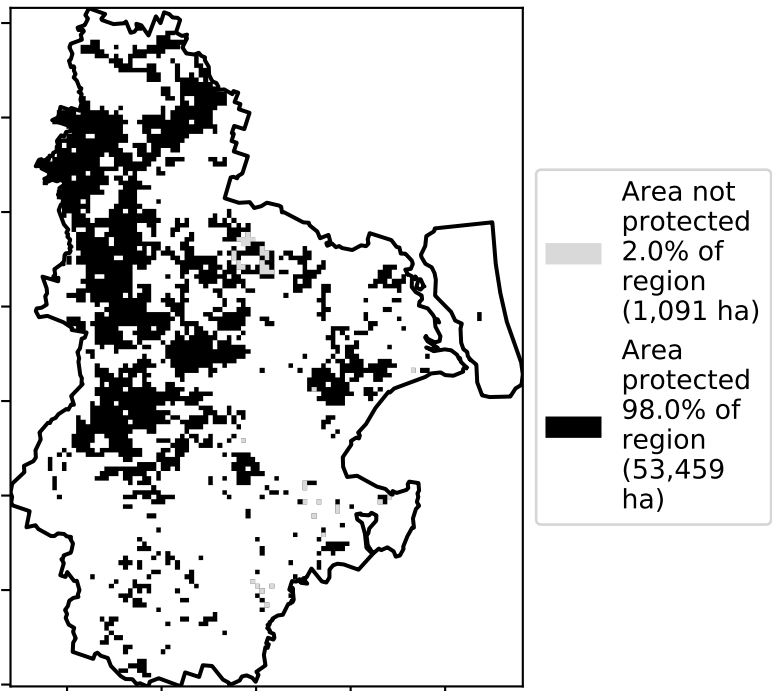 Area not
protected
2.0% of
region
(1,091 ha)
Area
protected
98.0% of
region
(53,459
ha)